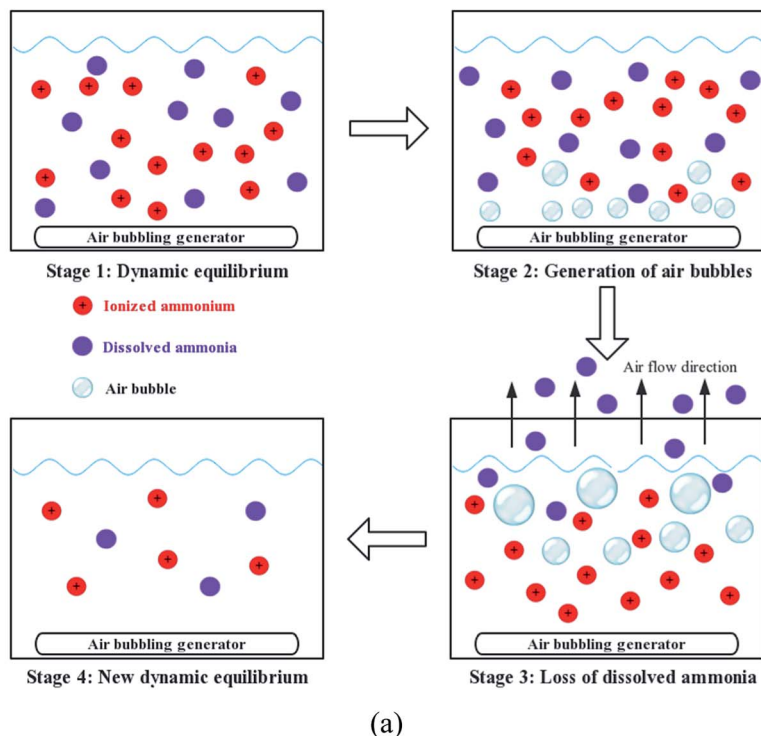 Air bubbling generator
Stage 1: Dynamic equilibrium
Air bubbling generator
Stage 2: Generation of air bubbles
Ionized ammonium
Dissolved ammonia
Air bubble
Air flow direction
Air bubbling generator
Stage 3: Loss of dissolved ammonia
Air bubbling generator
Stage 4: New dynamic equilibrium
(a)